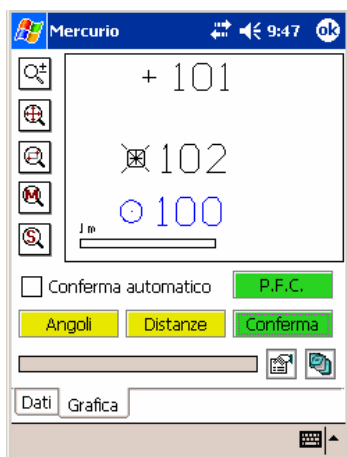 Mercurio 9:47 ok
+ 101
102
1 m 100
M
S
Conferma automatico P.F.C.
Angoli Distanze Conferma
Dati Grafica